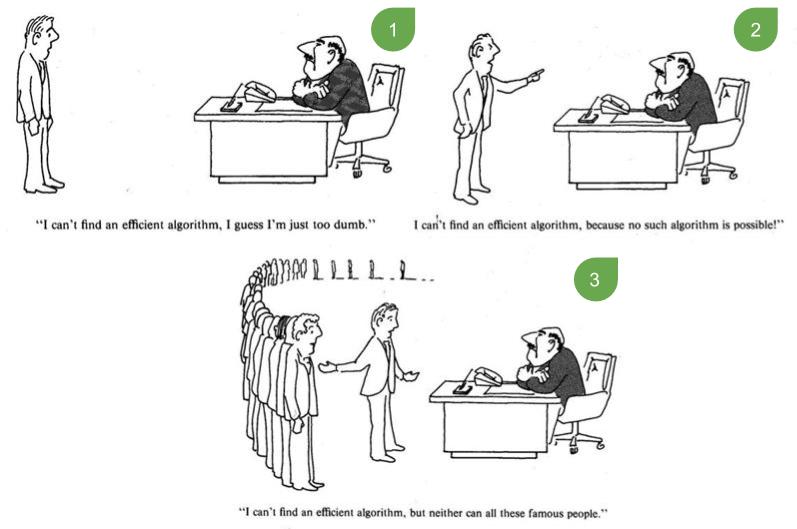 1
2
"I can't find an efficient algorithm, I guess I'm just too dumb."
I can't find an efficient algorithm, because no such algorithm is possible!"
3
"I can't find an efficient algorithm, but neither can all these famous people."